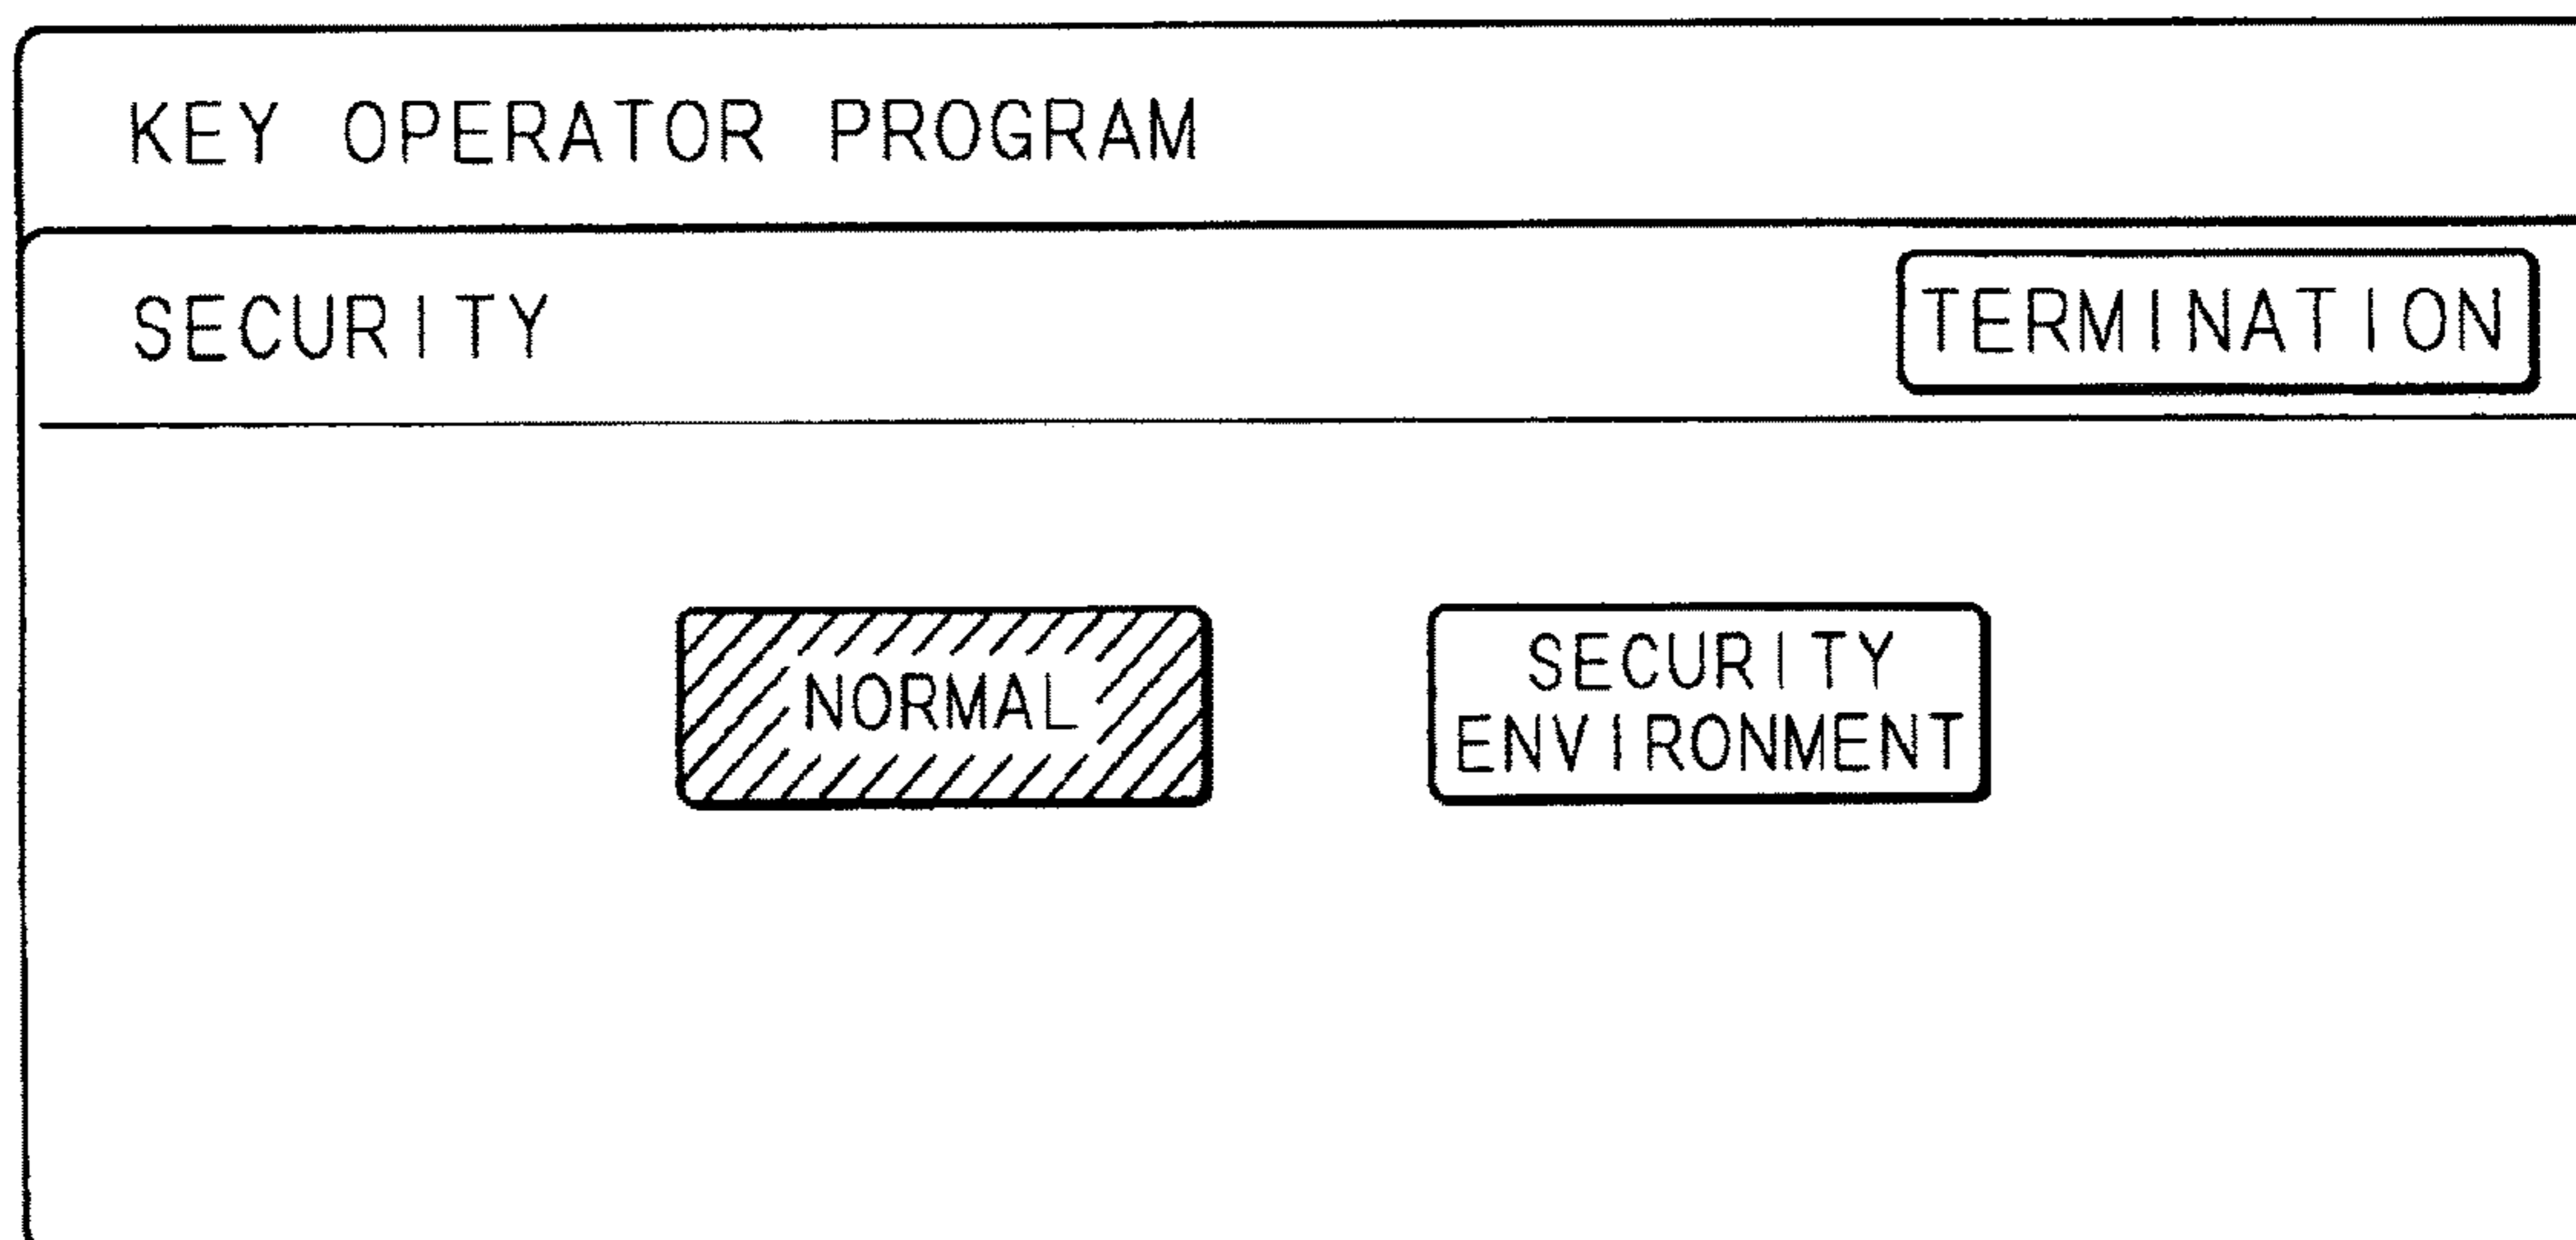 KEY OPERATOR PROGRAM
SECURITY
TERMINATION
NORMAL
SECURITY
ENVIRONMENT